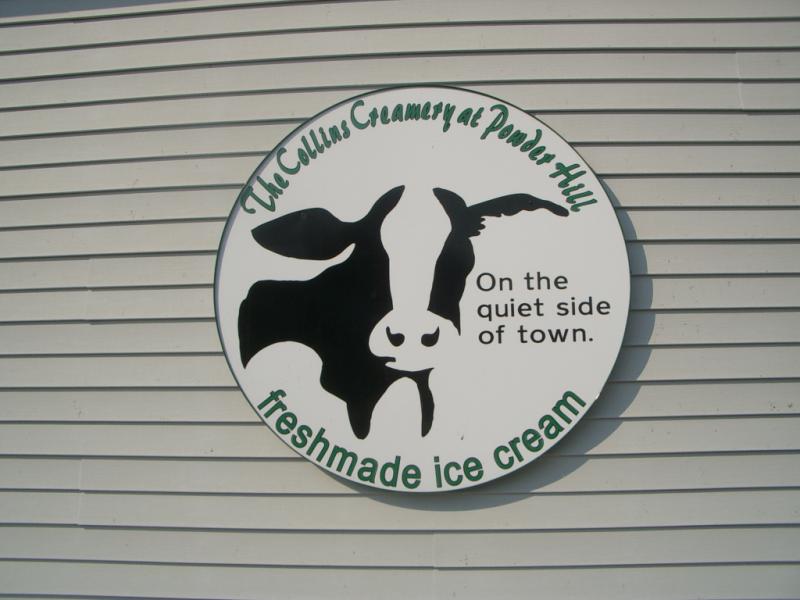 The Collins Creamery at Powder Hill
On the
quiet side
of town.
freshmade ice cream